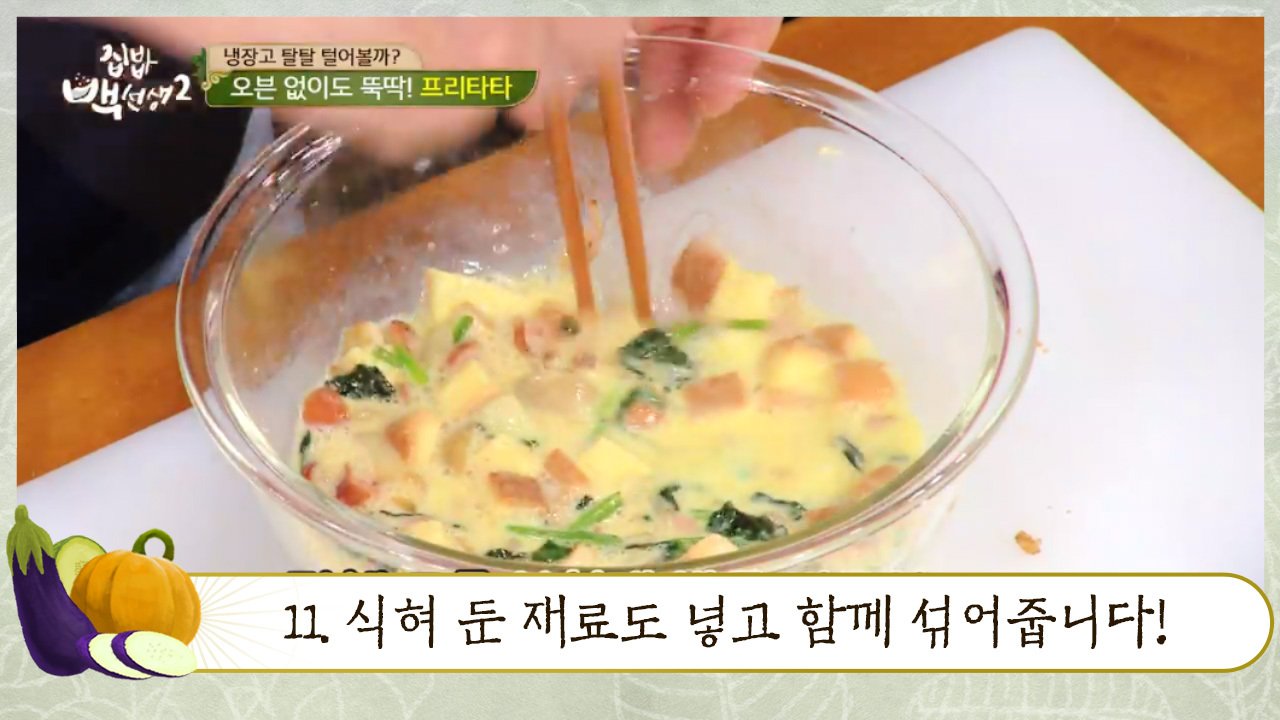 집밥
백선생2
냉장고 탈탈 털어볼까?
오븐 없이도 뚝딱! 프리타타
11. 식혀 둔 재료도 넣고 함께 섞어줍니다!